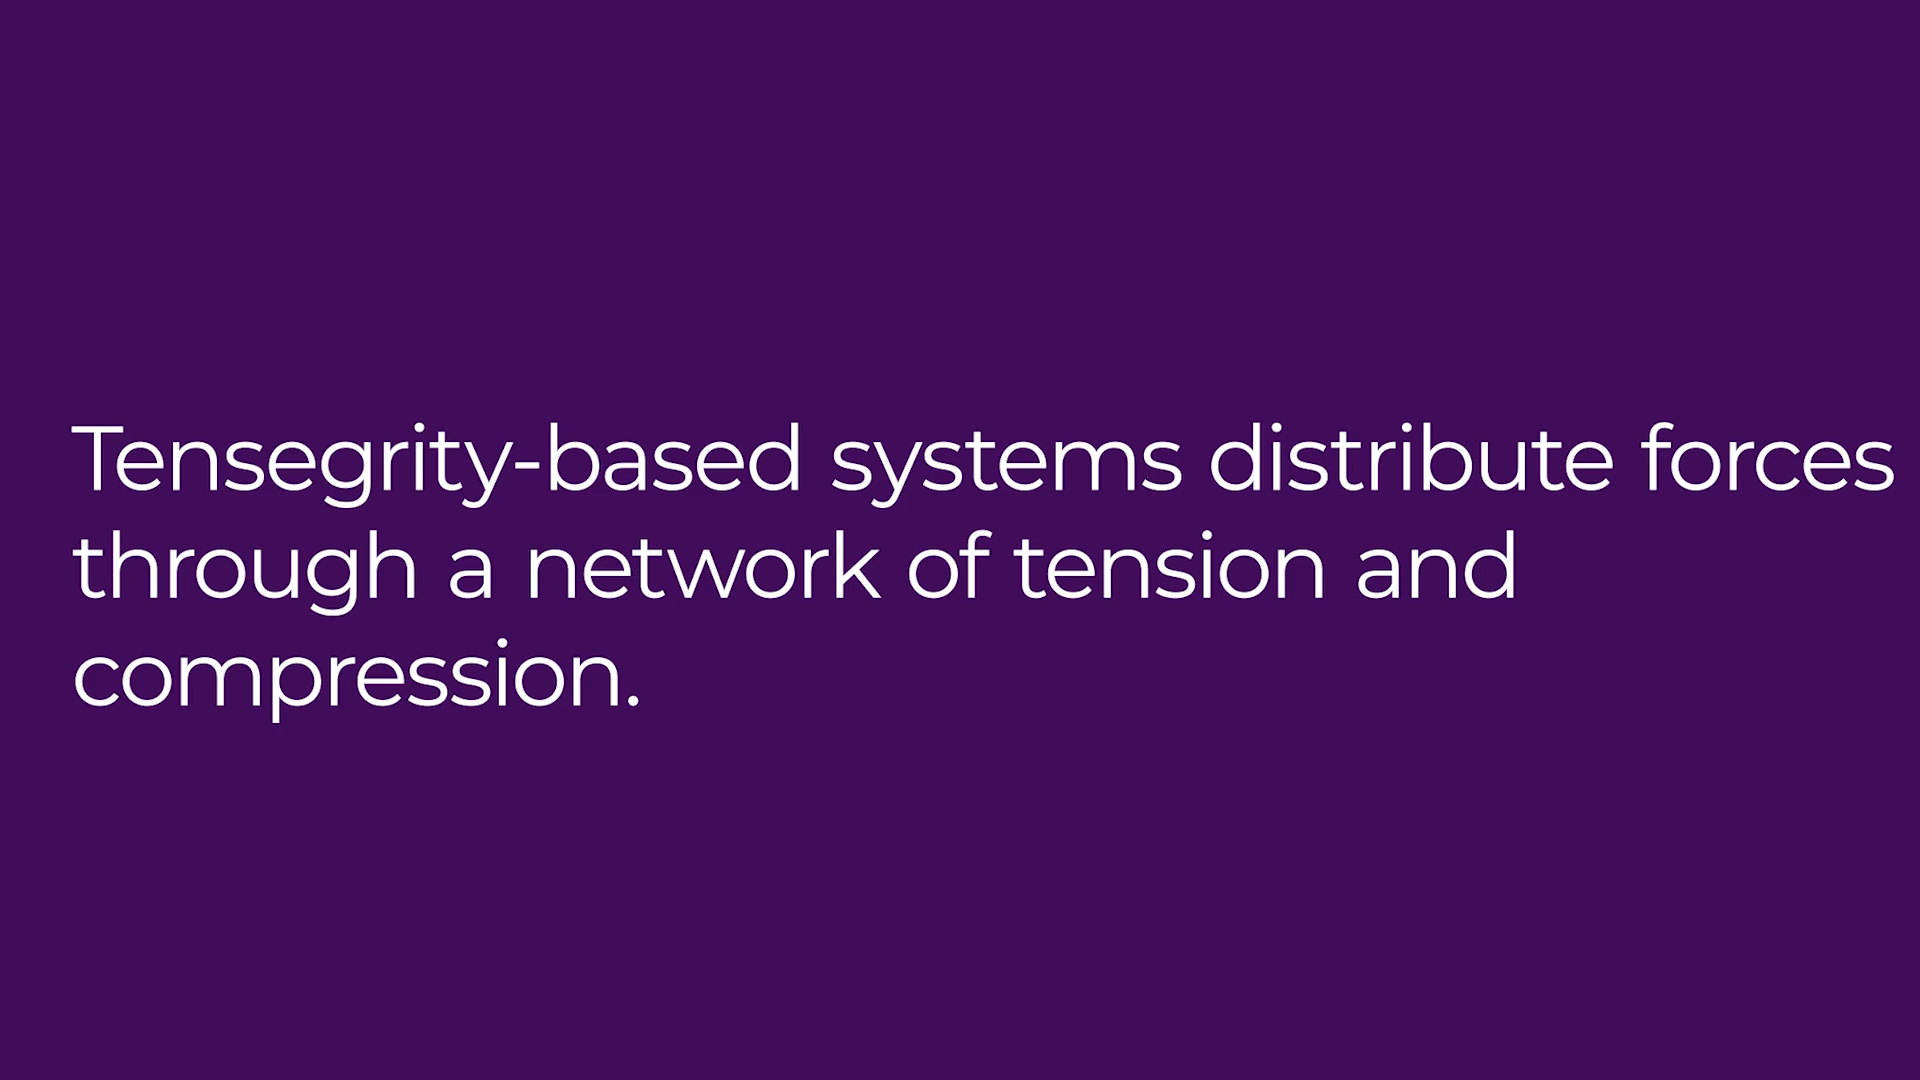 Tensegrity-based systems distribute forces
through a network of tension and
compression.